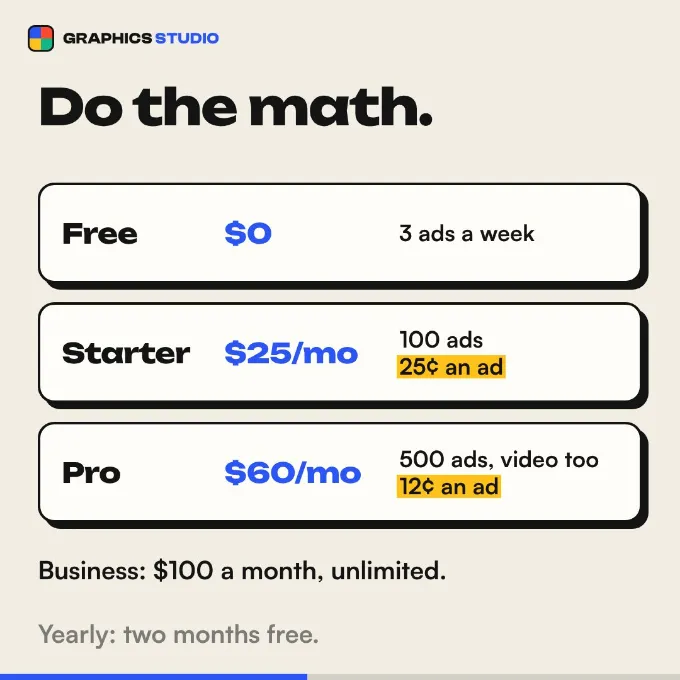 GRAPHICS STUDIO
Do the math.
Free $0 3 ads a week
Starter $25/mo 100 ads
25¢ an ad
Pro $60/mo 500 ads, video too
12¢ an ad
Business: $100 a month, unlimited.
Yearly: two months free.